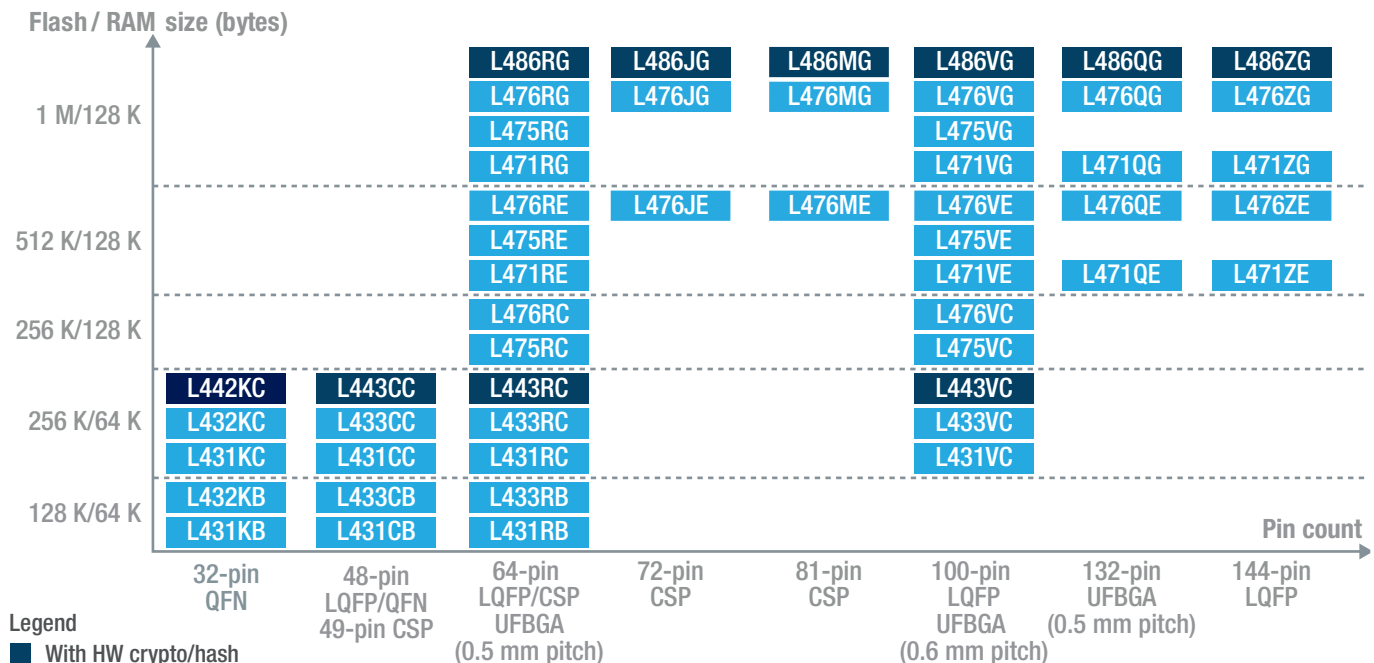 Flash / RAM size (bytes)
L486RG L486JG L486MG L486VG L486QG L486ZG
L476RG L476JG L476MG L476VG L476QG L476ZG
1 M/128 K
L475RG L475VG
L471RG L471VG L471QG L471ZG
L476RE L476JE L476ME L476VE L476QE L476ZE
512 K/128 K L475RE L475VE
L471RE L471VE L471QE L471ZE
L476RC L476VC
256 K/128 K
L475RC L475VC
L442KC L443CC L443RC L443VC
256 K/64 K L432KC L433CC L433RC L433VC
L431KC L431CC L431RC L431VC
L432KB L433CB L433RB
128 K/64 K
L431KB L431CB L431RB
Pin count
32-pin 48-pin 64-pin 72-pin 81-pin 100-pin 132-pin 144-pin
QFN LQFP/QFN LQFP/CSP CSP CSP LQFP UFBGA LQFP
49-pin CSP UFBGA UFBGA (0.5 mm pitch)
(0.5 mm pitch) (0.6 mm pitch)
Legend
With HW crypto/hash